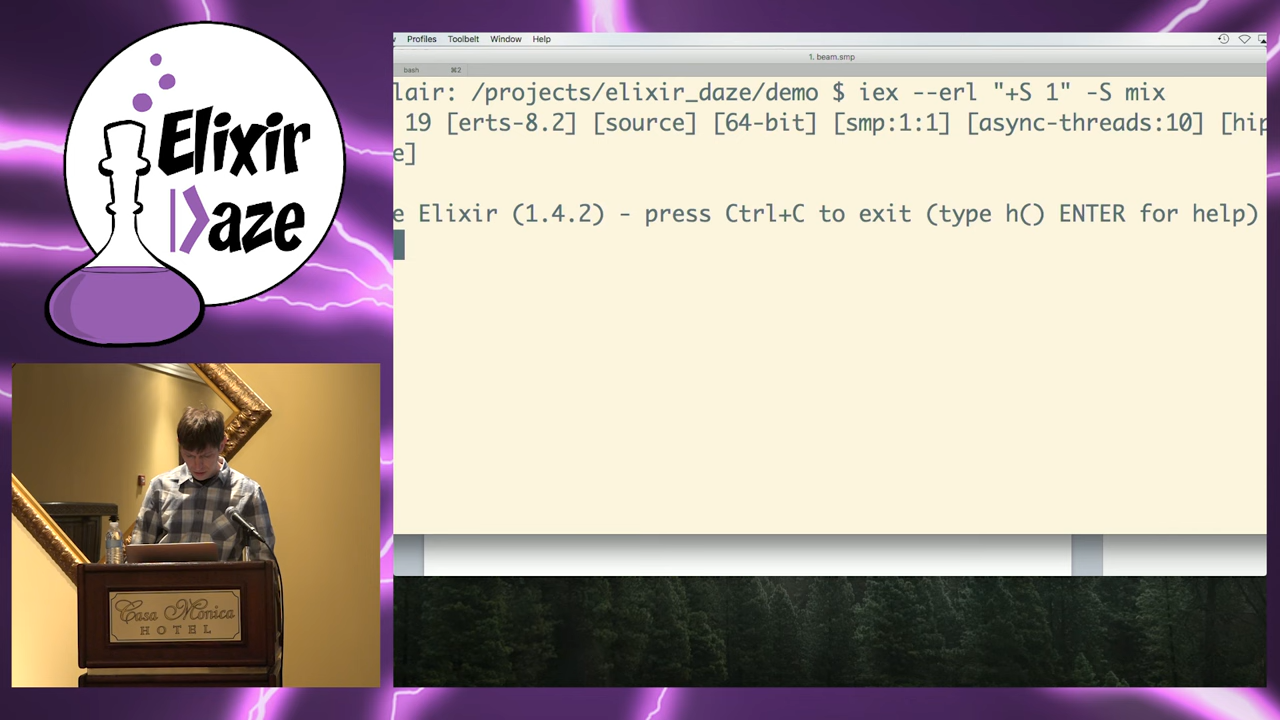 Elixir
|>aze
Profiles Toolbelt Window Help
1. beam.smp
bash ⌘2
lair: /projects/elixir_daze/demo $ iex --erl "+S 1" -S mix
19 [erts-8.2] [source] [64-bit] [smp:1:1] [async-threads:10] [hip
e]
e Elixir (1.4.2) - press Ctrl+C to exit (type h() ENTER for help)
Casa Monica
HOTEL